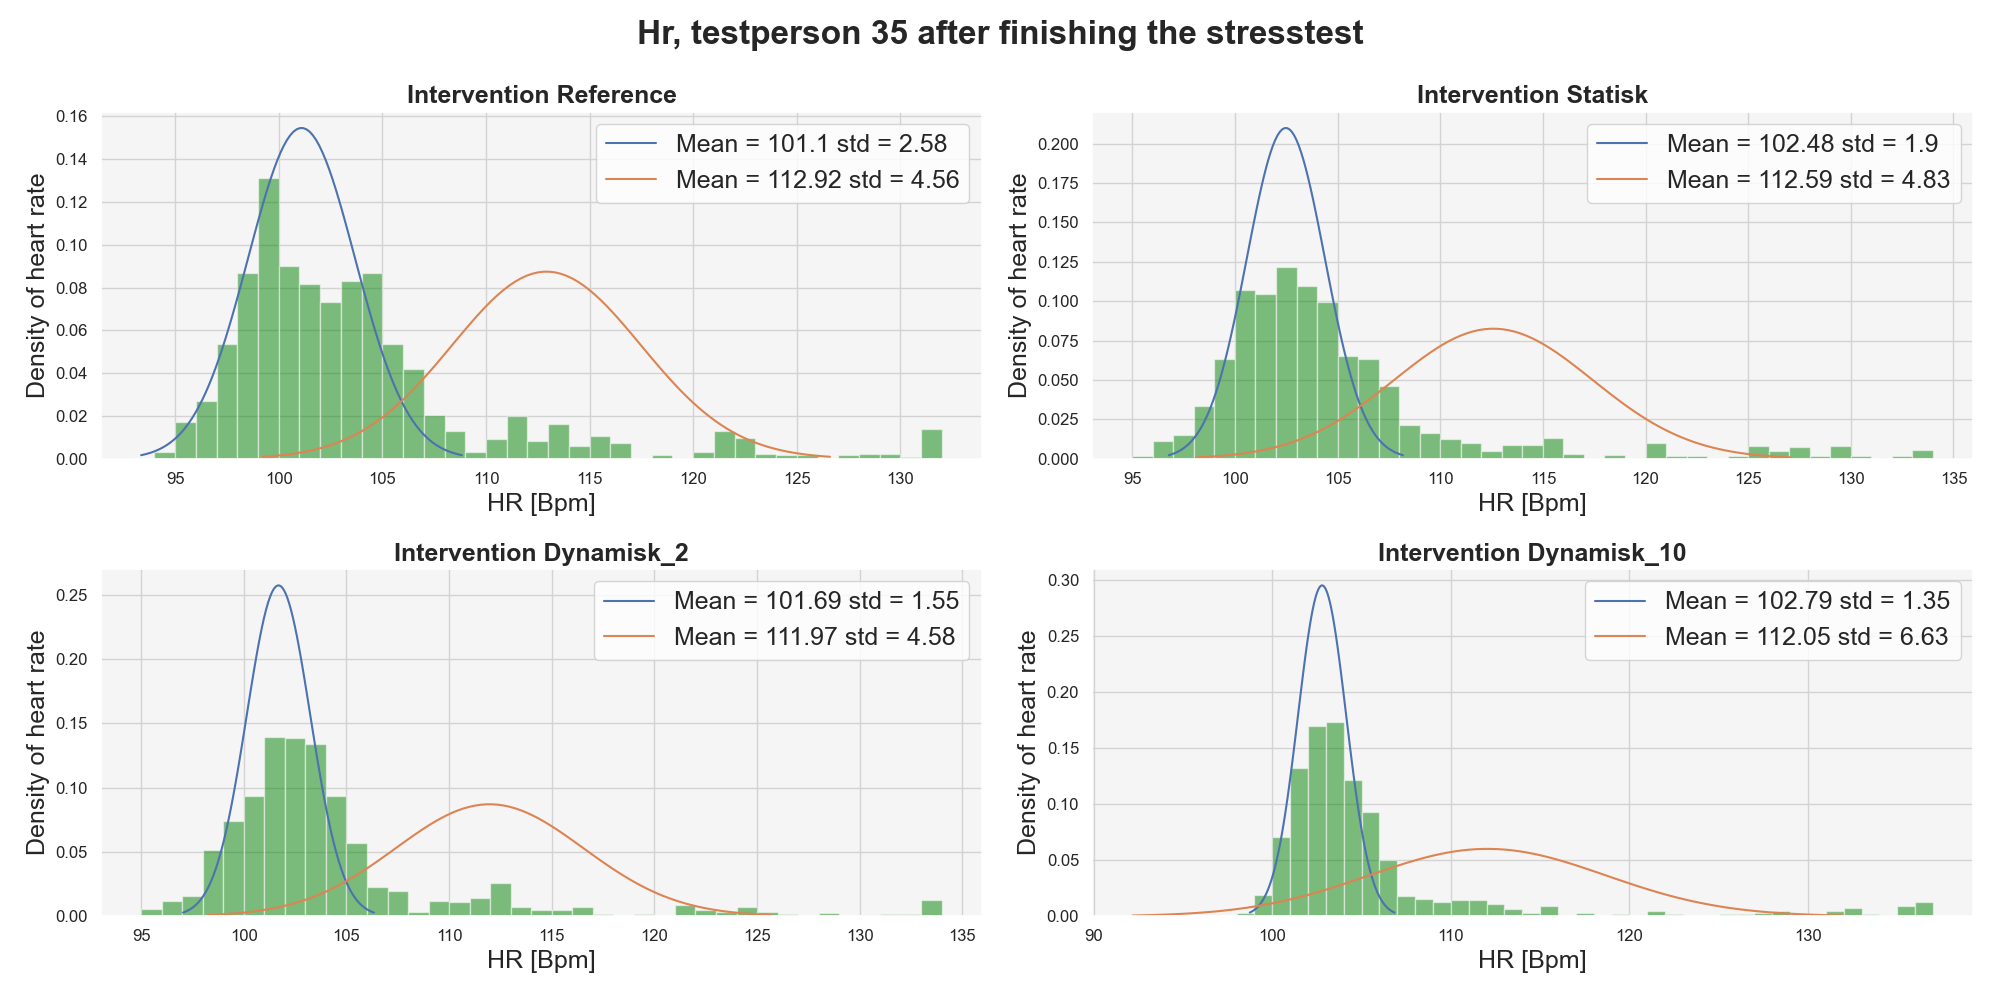 Hr, testperson 35 after finishing the stresstest
Intervention Reference
Mean = 101.1 std = 2.58
Mean = 112.92 std = 4.56
Density of heart rate
0.16
0.14
0.12
0.10
0.08
0.06
0.04
0.02
0.00
95 100 105 110 115 120 125 130
HR [Bpm]
Intervention Statisk
Mean = 102.48 std = 1.9
Mean = 112.59 std = 4.83
Density of heart rate
0.200
0.175
0.150
0.125
0.100
0.075
0.050
0.025
0.000
95 100 105 110 115 120 125 130 135
HR [Bpm]
Intervention Dynamisk_2
Mean = 101.69 std = 1.55
Mean = 111.97 std = 4.58
Density of heart rate
0.25
0.20
0.15
0.10
0.05
0.00
95 100 105 110 115 120 125 130 135
HR [Bpm]
Intervention Dynamisk_10
Mean = 102.79 std = 1.35
Mean = 112.05 std = 6.63
Density of heart rate
0.30
0.25
0.20
0.15
0.10
0.05
0.00
90 100 110 120 130
HR [Bpm]